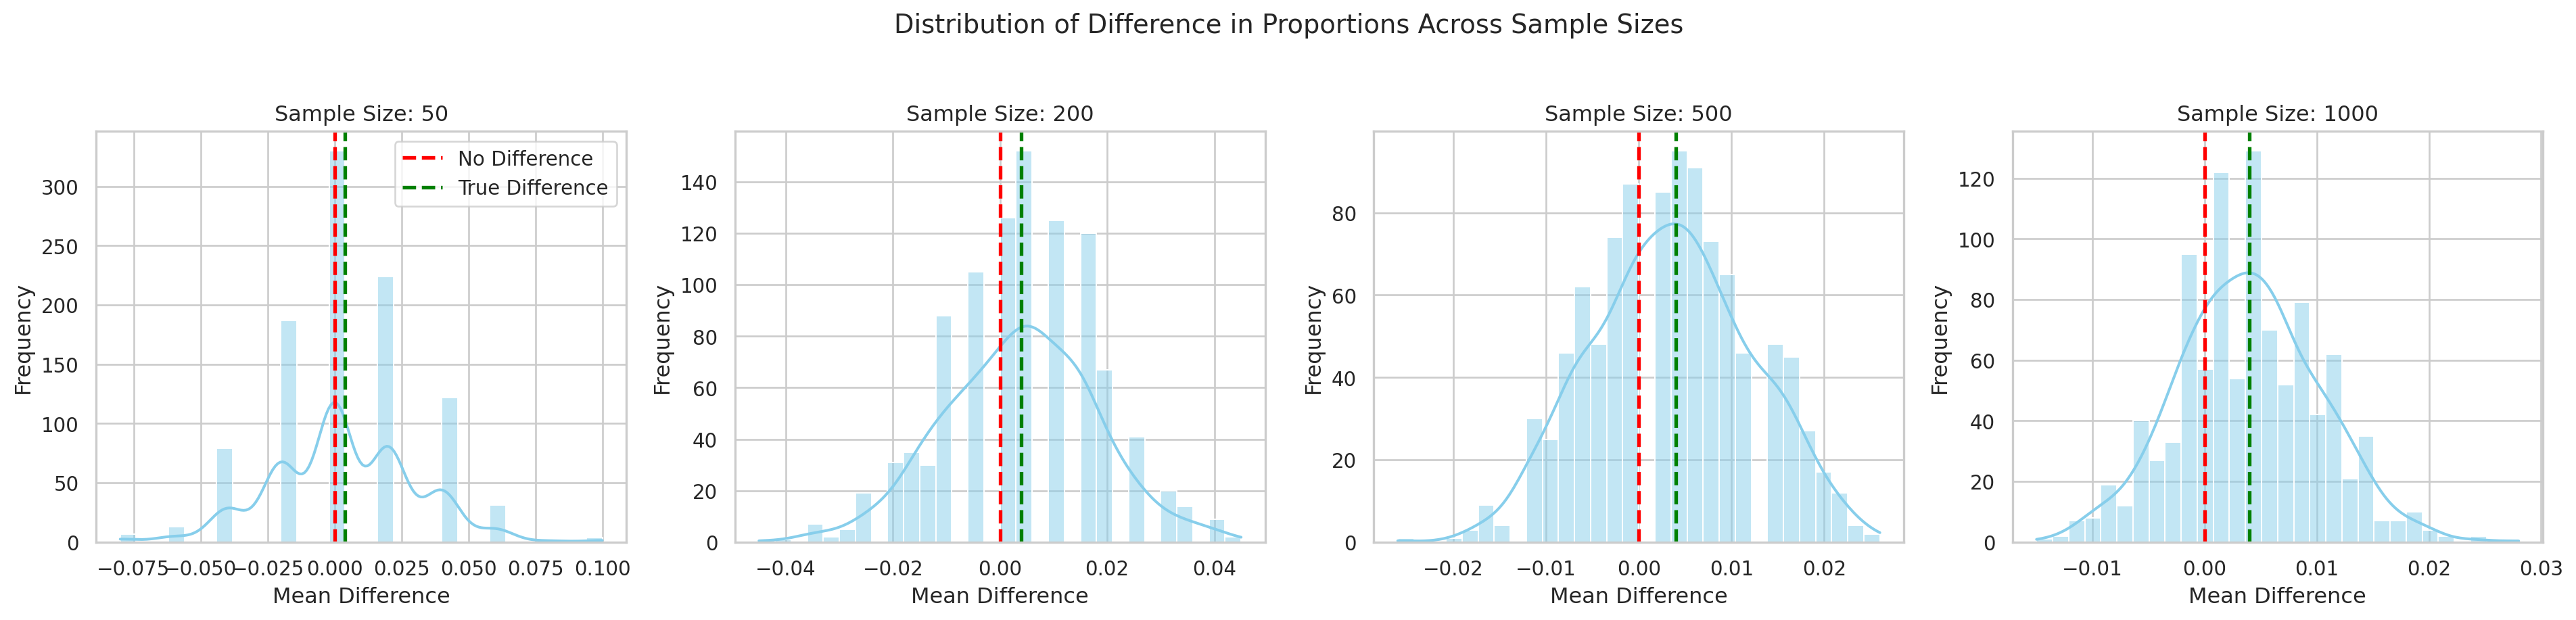 Distribution of Difference in Proportions Across Sample Sizes
Sample Size: 50
No Difference
True Difference
300
250
200
150
100
50
0
Frequency
−0.075 −0.050 −0.025 0.000 0.025 0.050 0.075 0.100
Mean Difference
Sample Size: 200
140
120
100
80
60
40
20
0
Frequency
−0.04 −0.02 0.00 0.02 0.04
Mean Difference
Sample Size: 500
80
60
40
20
0
Frequency
−0.02 −0.01 0.00 0.01 0.02
Mean Difference
Sample Size: 1000
120
100
80
60
40
20
0
Frequency
−0.01 0.00 0.01 0.02 0.03
Mean Difference